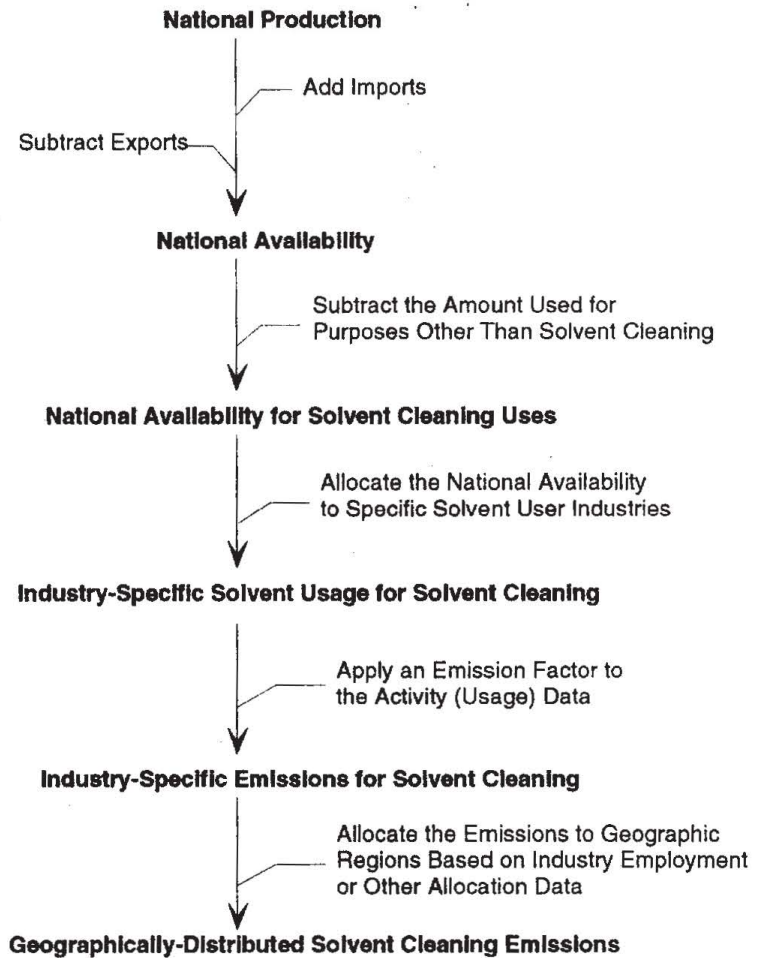 National Production
Add Imports
Subtract Exports
National Availability
Subtract the Amount Used for
Purposes Other Than Solvent Cleaning
National Availability for Solvent Cleaning Uses
Allocate the National Availability
to Specific Solvent User Industries
Industry-Specific Solvent Usage for Solvent Cleaning
Apply an Emission Factor to
the Activity (Usage) Data
Industry-Specific Emissions for Solvent Cleaning
Allocate the Emissions to Geographic
Regions Based on Industry Employment
or Other Allocation Data
Geographically-Distributed Solvent Cleaning Emissions